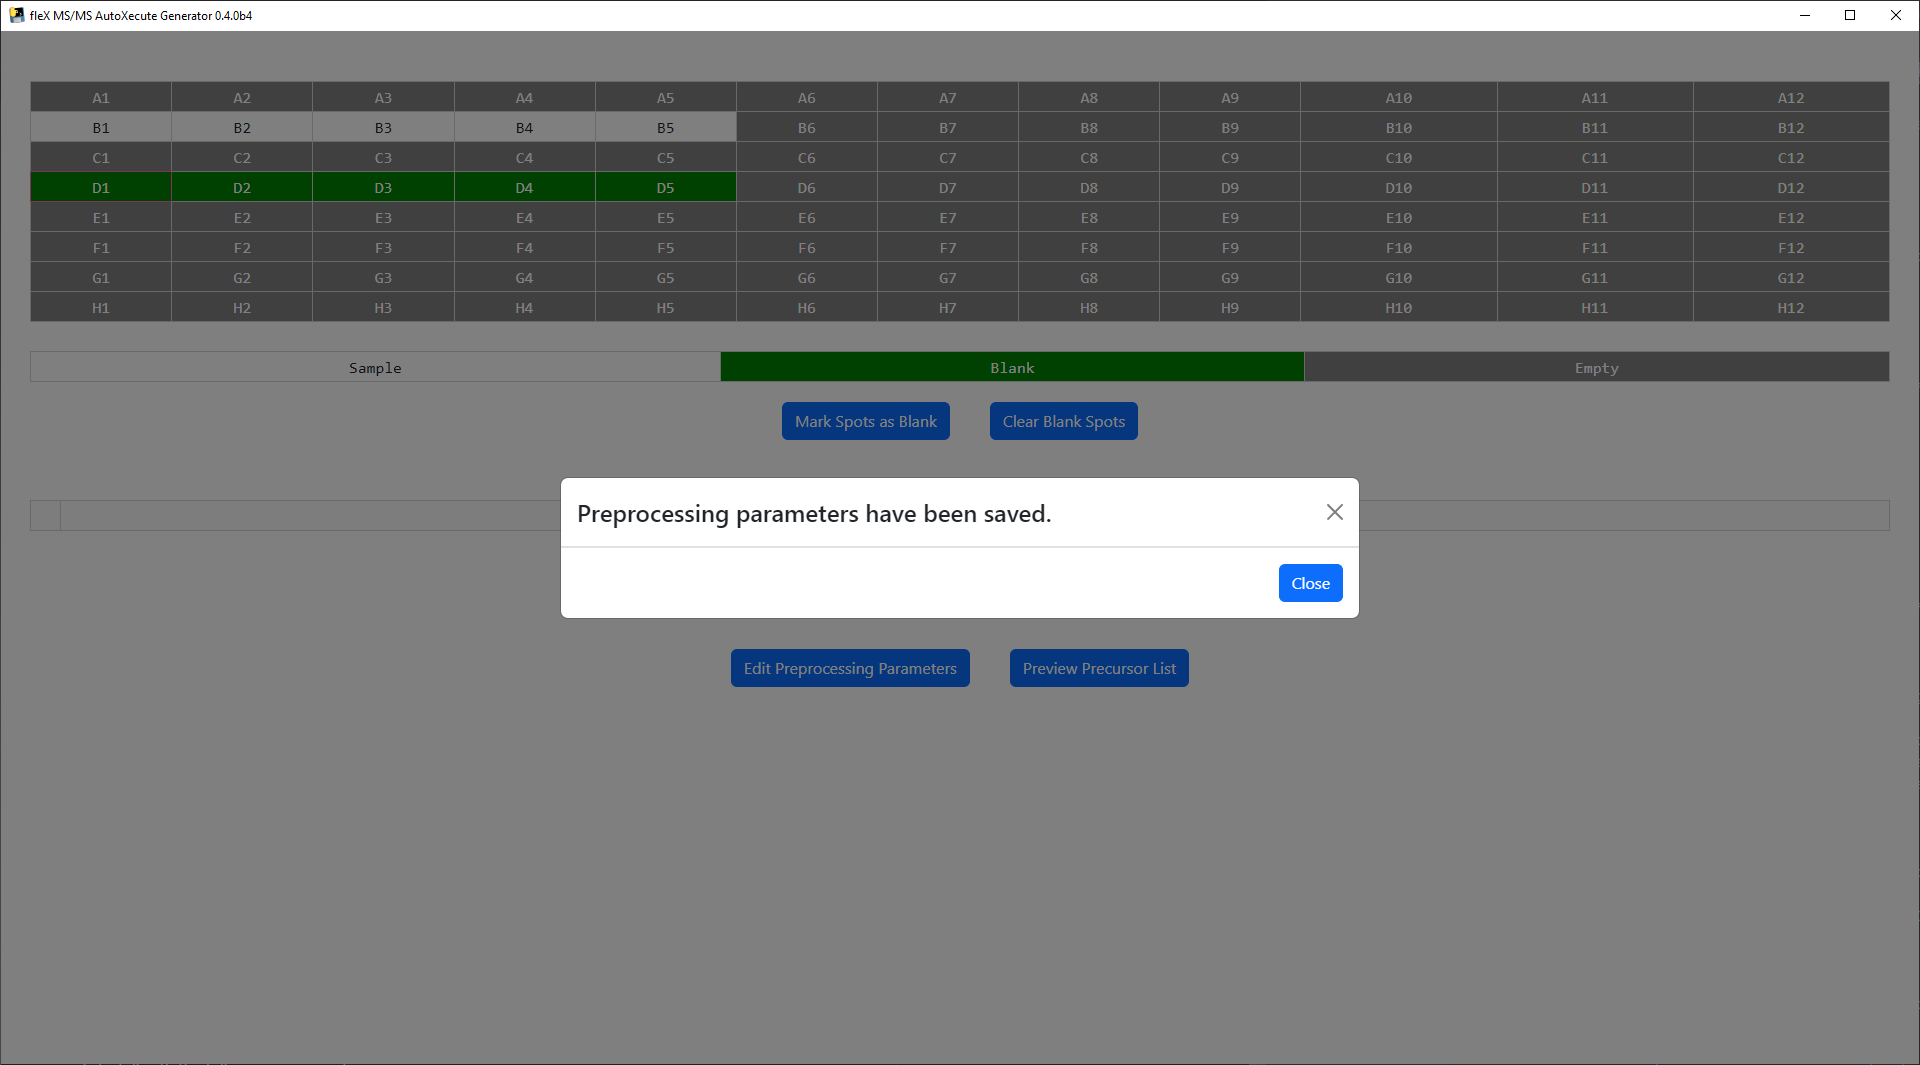 fleX MS/MS AutoXecute Generator 0.4.0b4
A1 A2 A3 A4 A5 A6 A7 A8 A9 A10 A11 A12
B1 B2 B3 B4 B5 B6 B7 B8 B9 B10 B11 B12
C1 C2 C3 C4 C5 C6 C7 C8 C9 C10 C11 C12
D1 D2 D3 D4 D5 D6 D7 D8 D9 D10 D11 D12
E1 E2 E3 E4 E5 E6 E7 E8 E9 E10 E11 E12
F1 F2 F3 F4 F5 F6 F7 F8 F9 F10 F11 F12
G1 G2 G3 G4 G5 G6 G7 G8 G9 G10 G11 G12
H1 H2 H3 H4 H5 H6 H7 H8 H9 H10 H11 H12
Sample Blank Empty
Mark Spots as Blank Clear Blank Spots
Preprocessing parameters have been saved.
Close
Edit Preprocessing Parameters Preview Precursor List